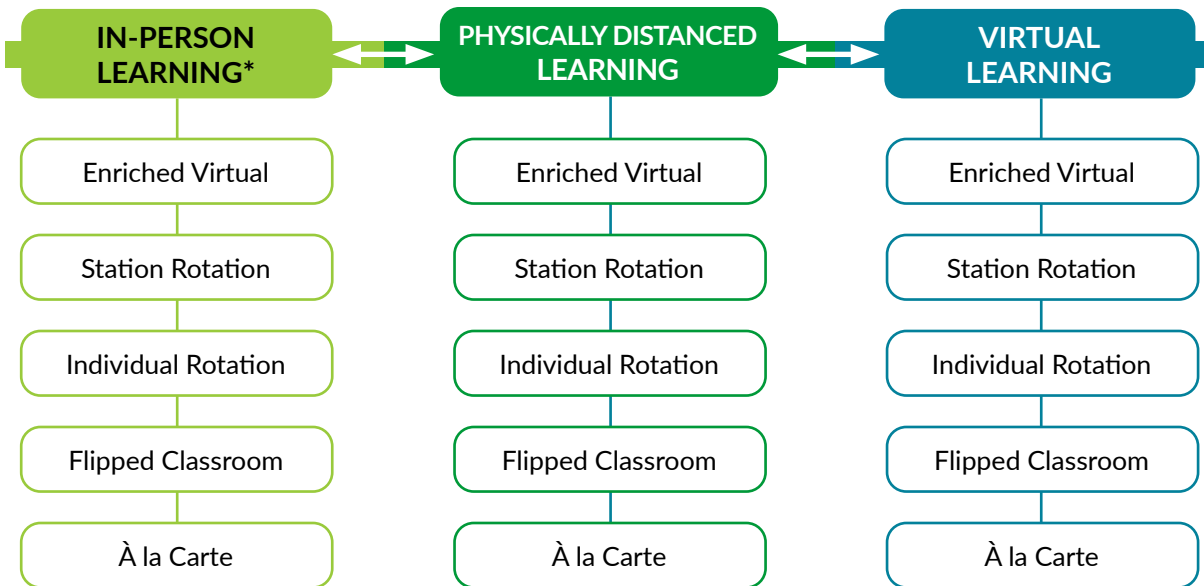 IN-PERSON
LEARNING*
PHYSICALLY DISTANCED
LEARNING
VIRTUAL
LEARNING
Enriched Virtual
Enriched Virtual
Enriched Virtual
Station Rotation
Station Rotation
Station Rotation
Individual Rotation
Individual Rotation
Individual Rotation
Flipped Classroom
Flipped Classroom
Flipped Classroom
À la Carte
À la Carte
À la Carte